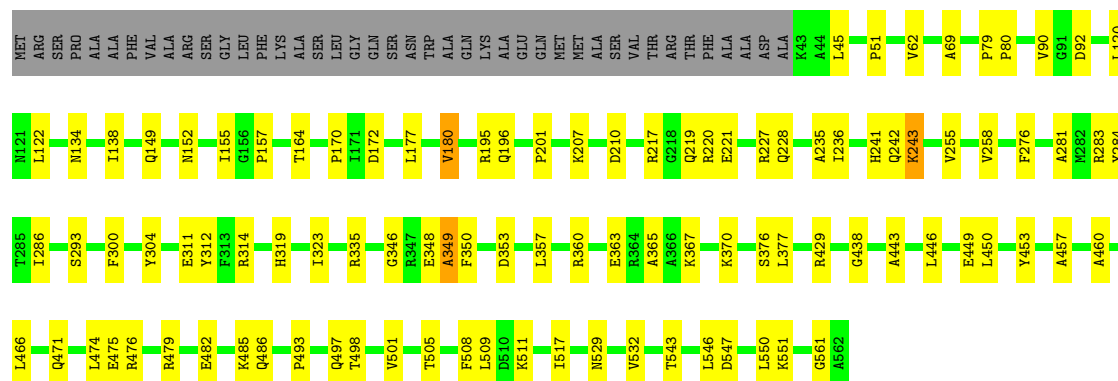 MET ARG SER PRO ALA ALA PHE VAL ALA ARG SER GLY LEU PHE LYS ALA SER LEU GLY GLN SER ASN TRP ALA GLN LYS ALA GLU GLN MET MET ALA SER VAL THR ARG THR PHE ALA ALA ASP ALA K43 A44 L45 P51 V62 A69 P79 P80 V90 G91 D92 L120
N121 L122 N134 I138 Q149 N152 I155 G156 P157 T164 P170 I171 D172 L177 V180 R195 Q196 P201 K207 D210 R217 G218 Q219 R220 E221 R227 Q228 A235 I236 H241 Q242 K243 V255 V258 F276 A281 M282 R283 Y284
T285 I286 S293 F300 Y304 E311 Y312 F313 R314 H319 I323 R335 G346 R347 E348 A349 F350 D353 L357 R360 E363 R364 A365 A366 K367 K370 S376 L377 R429 G438 A443 L446 E449 L450 Y453 A457 A460
L466 Q471 L474 E475 R476 R479 E482 K485 Q486 P493 Q497 T498 V501 T505 F508 L509 D510 K511 I517 N529 V532 T543 L546 D547 L550 K551 G561 A562